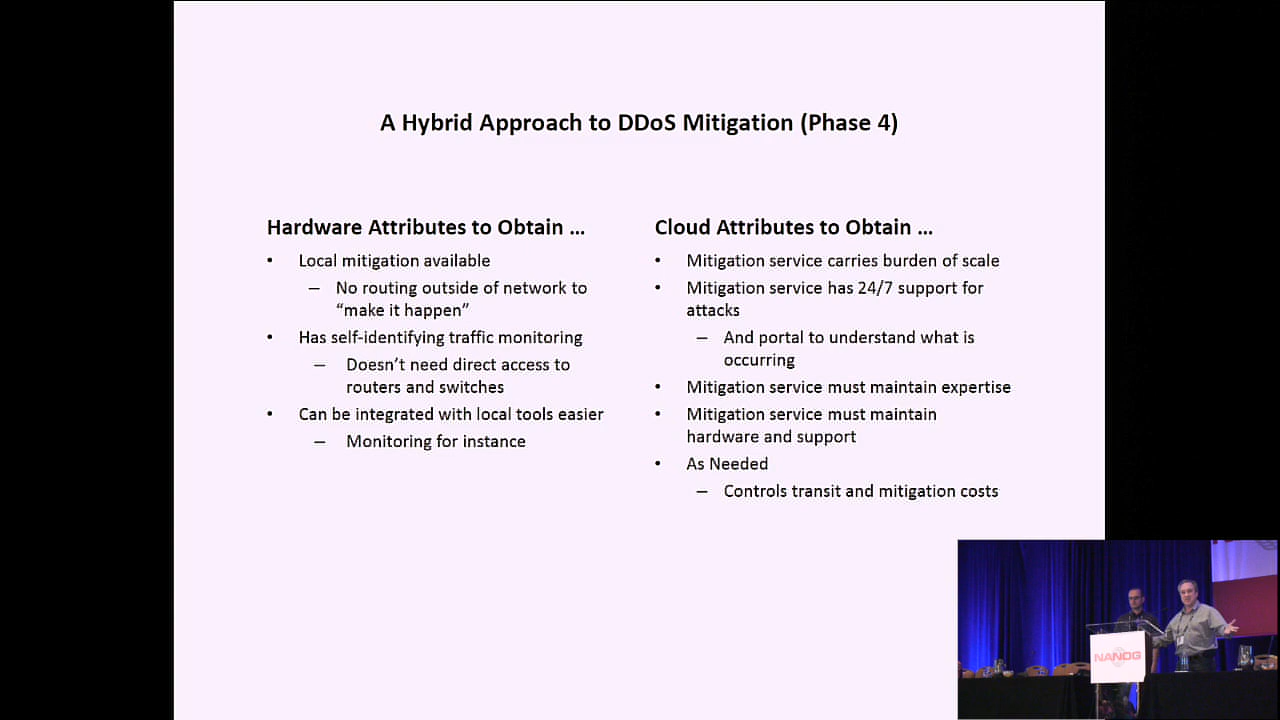 A Hybrid Approach to DDoS Mitigation (Phase 4)
Hardware Attributes to Obtain ...
• Local mitigation available
– No routing outside of network to
“make it happen”
• Has self-identifying traffic monitoring
– Doesn’t need direct access to
routers and switches
• Can be integrated with local tools easier
– Monitoring for instance
Cloud Attributes to Obtain ...
• Mitigation service carries burden of scale
• Mitigation service has 24/7 support for
attacks
– And portal to understand what is
occurring
• Mitigation service must maintain expertise
• Mitigation service must maintain
hardware and support
• As Needed
– Controls transit and mitigation costs
NANOG